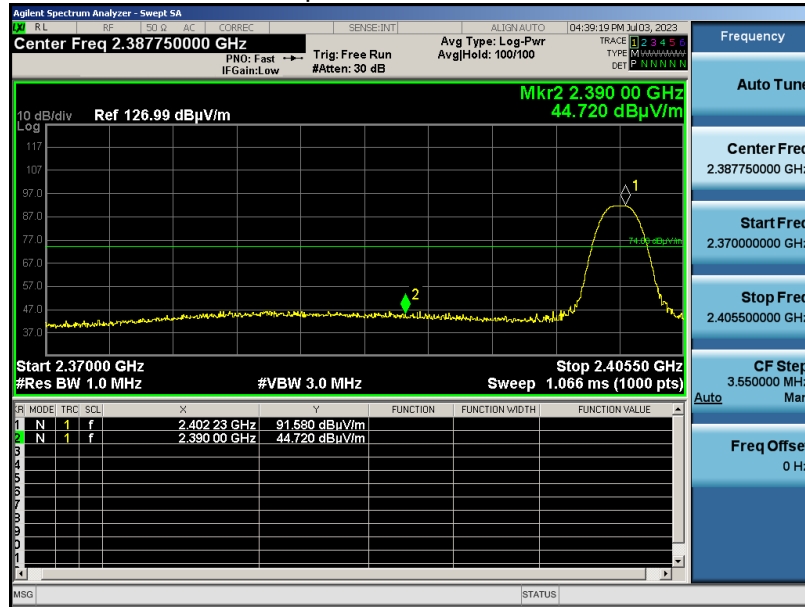 Agilent Spectrum Analyzer - Swept SA
LXI RL RF 50 Ω AC CORREC SENSE:INT ALIGN AUTO 04:39:19 PM Jul 03, 2023
Center Freq 2.387750000 GHz
PNO: Fast
IFGain:Low
Trig: Free Run
#Atten: 30 dB
Avg Type: Log-Pwr
Avg|Hold: 100/100
TRACE 1 2 3 4 5 6
TYPE MWWWWW
DET P N N N N N
Mkr2 2.390 00 GHz
44.720 dBµV/m
10 dB/div Ref 126.99 dBµV/m
Log
117
107
97.0
87.0
77.0
67.0
57.0
47.0
37.0
1
2
74.00 dBµV/m
Start 2.37000 GHz Stop 2.40550 GHz
#Res BW 1.0 MHz #VBW 3.0 MHz Sweep 1.066 ms (1000 pts)
KR MODE TRC SCL X Y FUNCTION FUNCTION WIDTH FUNCTION VALUE
1 N 1 f 2.402 23 GHz 91.580 dBµV/m
2 N 1 f 2.390 00 GHz 44.720 dBµV/m
3
4
5
6
7
8
9
0
1
MSG STATUS
Frequency
Auto Tune
Center Freq
2.387750000 GHz
Start Freq
2.370000000 GHz
Stop Freq
2.405500000 GHz
CF Step
3.550000 MHz
Auto Man
Freq Offset
0 Hz